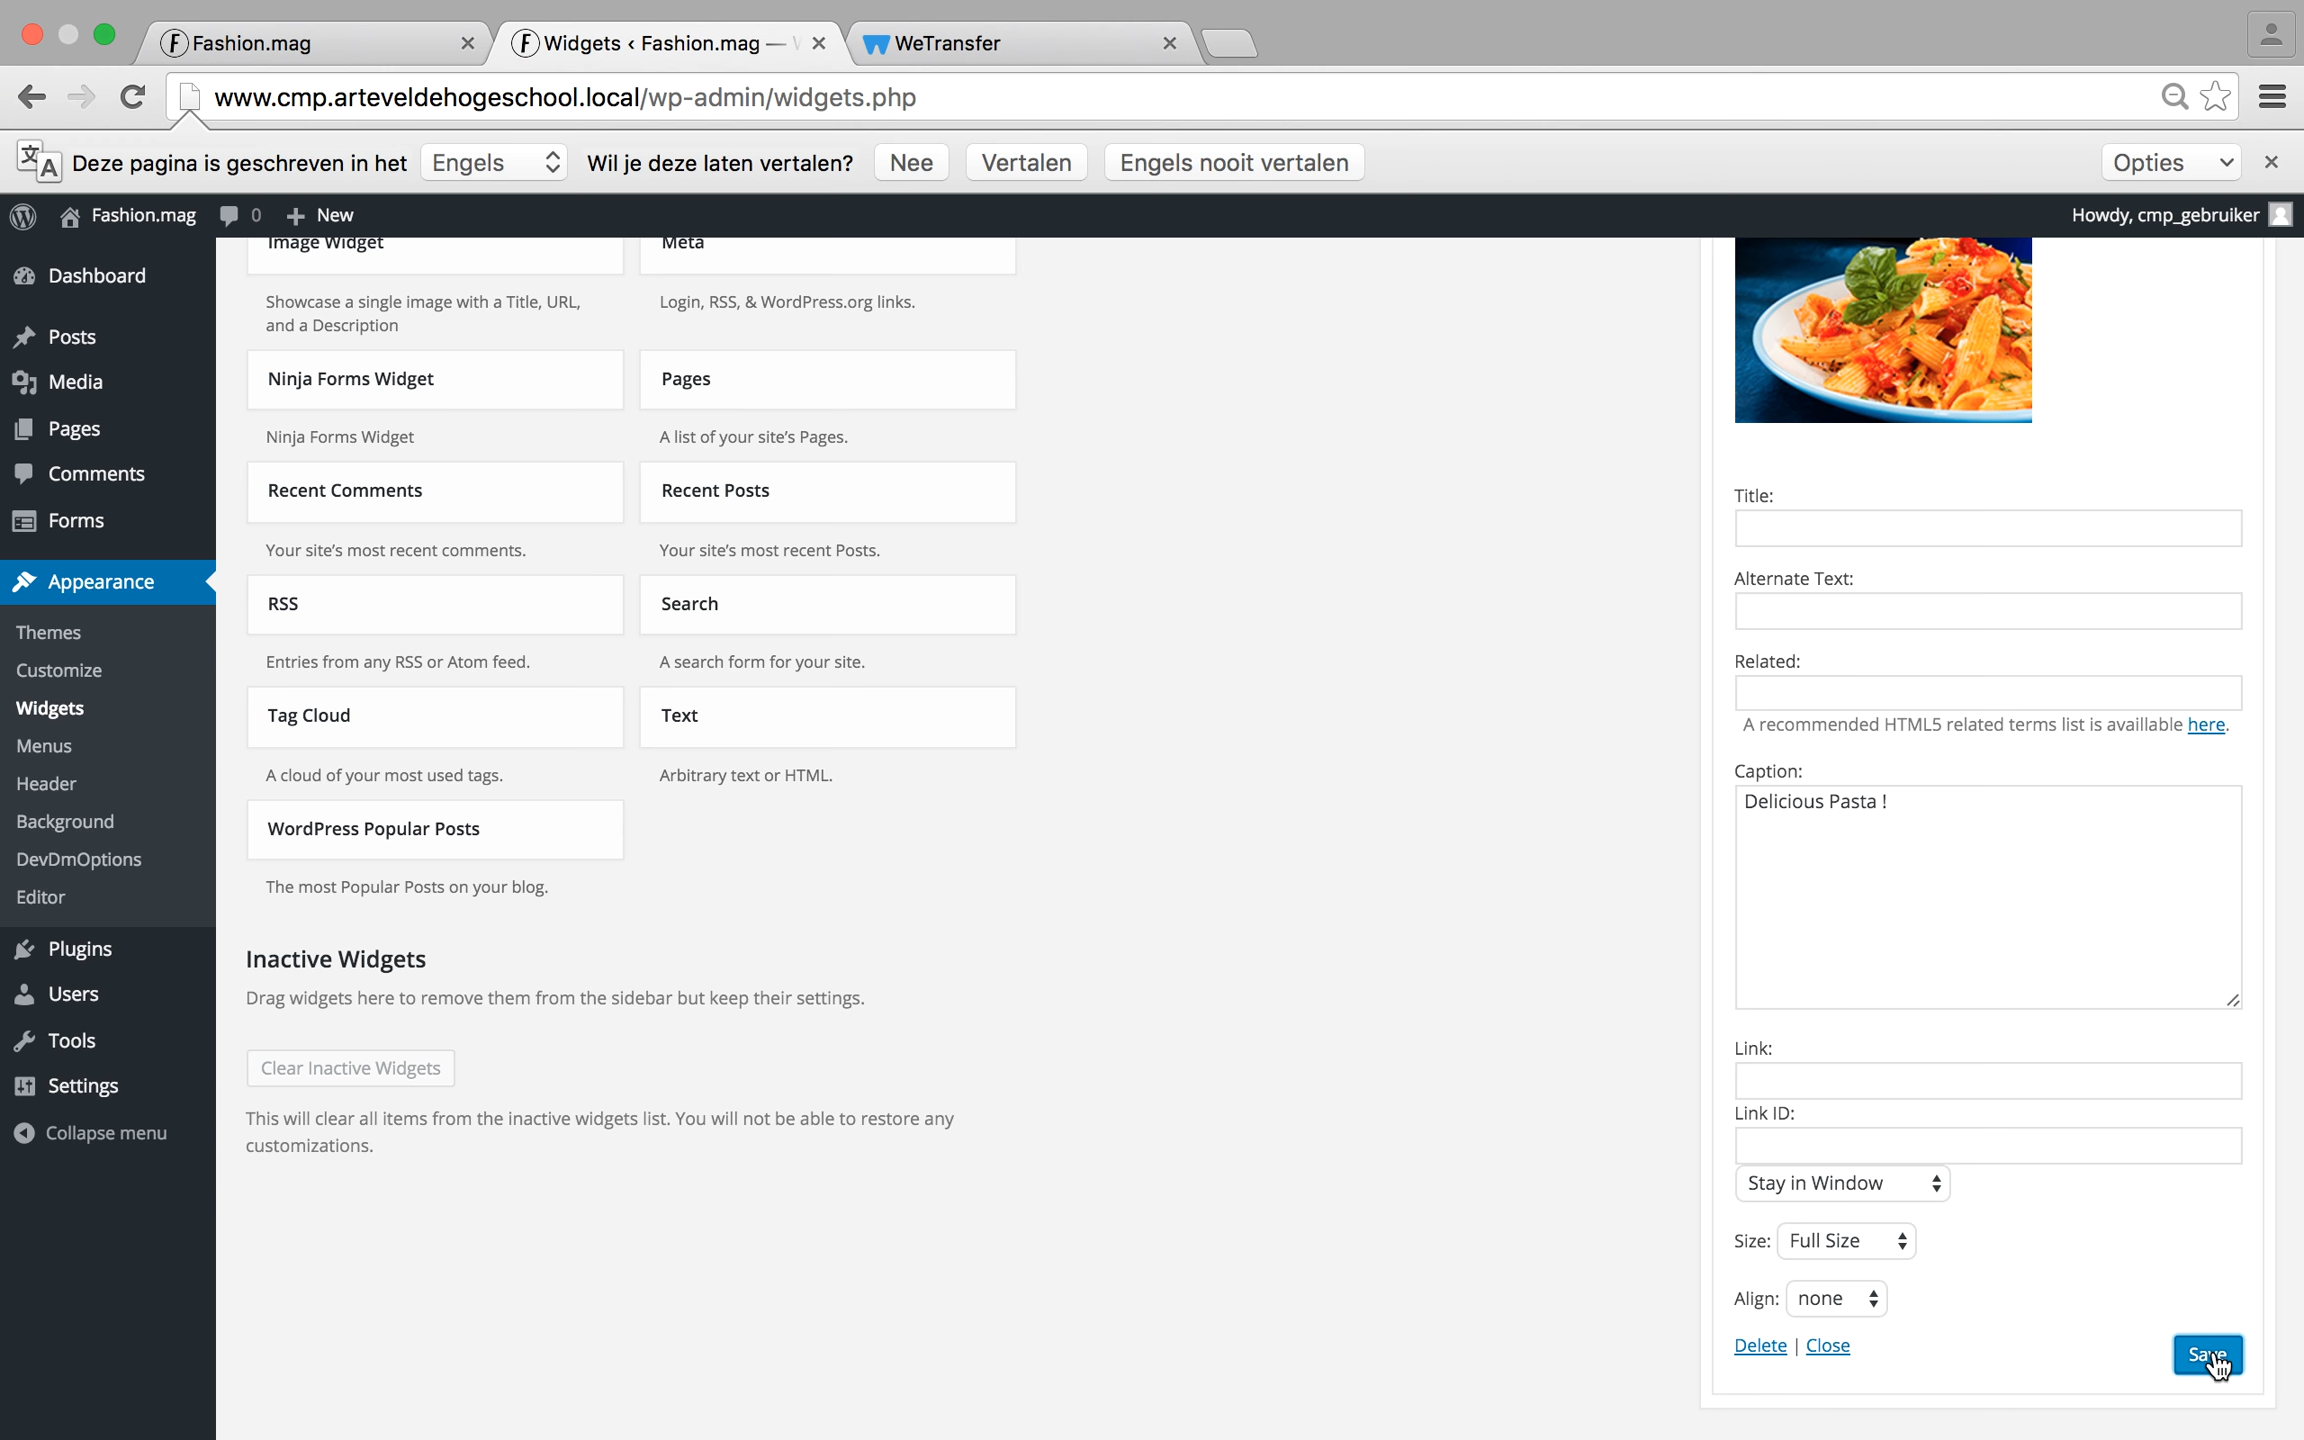 Fashion.mag
Widgets ‹ Fashion.mag —
WeTransfer
www.cmp.arteveldehogeschool.local/wp-admin/widgets.php
Deze pagina is geschreven in het Engels Wil je deze laten vertalen? Nee Vertalen Engels nooit vertalen Opties
Fashion.mag 0 New Howdy, cmp_gebruiker
Dashboard
Posts
Media
Pages
Comments
Forms
Appearance
Themes
Customize
Widgets
Menus
Header
Background
DevDmOptions
Editor
Plugins
Users
Tools
Settings
Collapse menu
Image Widget
Showcase a single image with a Title, URL,
and a Description
Meta
Login, RSS, & WordPress.org links.
Ninja Forms Widget
Ninja Forms Widget
Pages
A list of your site's Pages.
Recent Comments
Your site's most recent comments.
Recent Posts
Your site's most recent Posts.
RSS
Entries from any RSS or Atom feed.
Search
A search form for your site.
Tag Cloud
A cloud of your most used tags.
Text
Arbitrary text or HTML.
WordPress Popular Posts
The most Popular Posts on your blog.
Inactive Widgets
Drag widgets here to remove them from the sidebar but keep their settings.
Clear Inactive Widgets
This will clear all items from the inactive widgets list. You will not be able to restore any
customizations.
Title:
Alternate Text:
Related:
A recommended HTML5 related terms list is availlable here.
Caption:
Delicious Pasta !
Link:
Link ID:
Stay in Window
Size: Full Size
Align: none
Delete | Close
Save